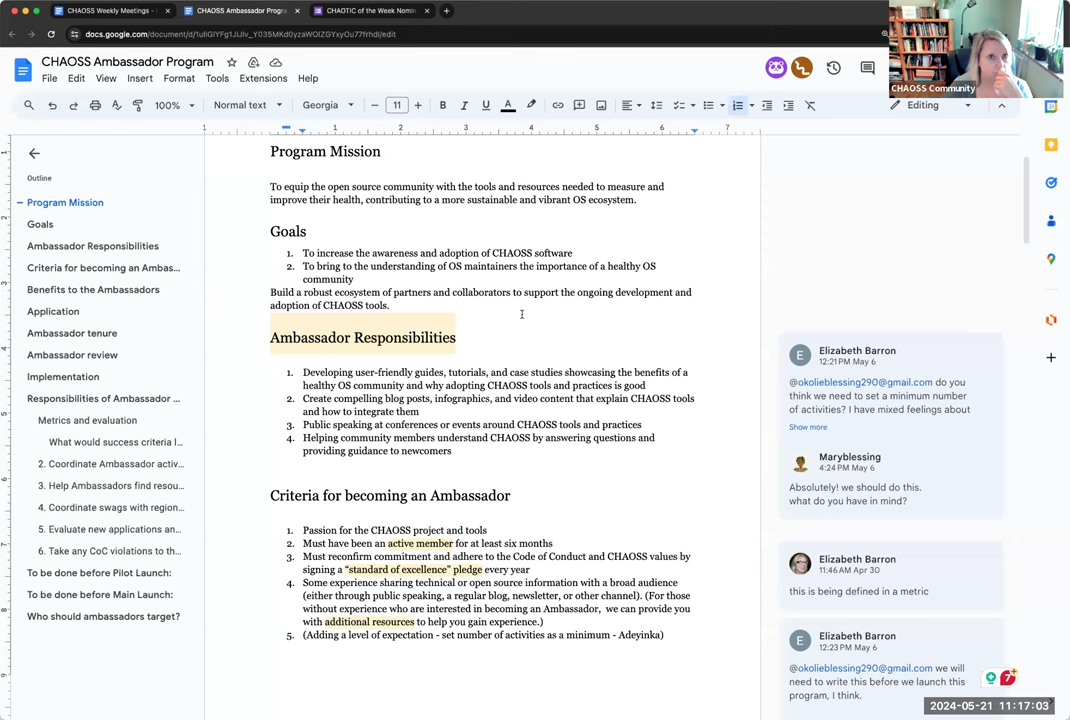 CHAOSS Weekly Meetings -
CHAOSS Ambassador Progra
CHAOTIC of the Week Nomin
docs.google.com/document/d/
CHAOSS Ambassador Program
File Edit View Insert Format Tools Extensions Help
100% Normal text Georgia 11 Editing
CHAOSS Community
1 1 2 3 4 5 6 7
Outline
Program Mission
Goals
Ambassador Responsibilities
Criteria for becoming an Ambas...
Benefits to the Ambassadors
Application
Ambassador tenure
Ambassador review
Implementation
Responsibilities of Ambassador ...
Metrics and evaluation
What would success criteria l...
2. Coordinate Ambassador activ...
3. Help Ambassadors find resou...
4. Coordinate swags with region...
5. Evaluate new applications an...
6. Take any CoC violations to th...
To be done before Pilot Launch:
To be done before Main Launch:
Who should ambassadors target?
Program Mission
To equip the open source community with the tools and resources needed to measure and
improve their health, contributing to a more sustainable and vibrant OS ecosystem.
Goals
1. To increase the awareness and adoption of CHAOSS software
2. To bring to the understanding of OS maintainers the importance of a healthy OS
community
Build a robust ecosystem of partners and collaborators to support the ongoing development and
adoption of CHAOSS tools.
Ambassador Responsibilities
1. Developing user-friendly guides, tutorials, and case studies showcasing the benefits of a
healthy OS community and why adopting CHAOSS tools and practices is good
2. Create compelling blog posts, infographics, and video content that explain CHAOSS tools
and how to integrate them
3. Public speaking at conferences or events around CHAOSS tools and practices
4. Helping community members understand CHAOSS by answering questions and
providing guidance to newcomers
Criteria for becoming an Ambassador
1. Passion for the CHAOSS project and tools
2. Must have been an active member for at least six months
3. Must reconfirm commitment and adhere to the Code of Conduct and CHAOSS values by
signing a “standard of excellence” pledge every year
4. Some experience sharing technical or open source information with a broad audience
(either through public speaking, a regular blog, newsletter, or other channel). (For those
without experience who are interested in becoming an Ambassador, we can provide you
with additional resources to help you gain experience.)
5. (Adding a level of expectation - set number of activities as a minimum - Adeyinka)
E
Elizabeth Barron
12:21 PM May 6
@okolieblessing290@gmail.com do you
think we need to set a minimum number
of activities? I have mixed feelings about
Show more
Maryblessing
4:24 PM May 6
Absolutely! we should do this.
what do you have in mind?
Elizabeth Barron
11:46 AM Apr 30
this is being defined in a metric
E
Elizabeth Barron
12:23 PM May 6
@okolieblessing290@gmail.com we will
need to write this before we launch this
program, I think.
7
2024-05-21 11:17:03